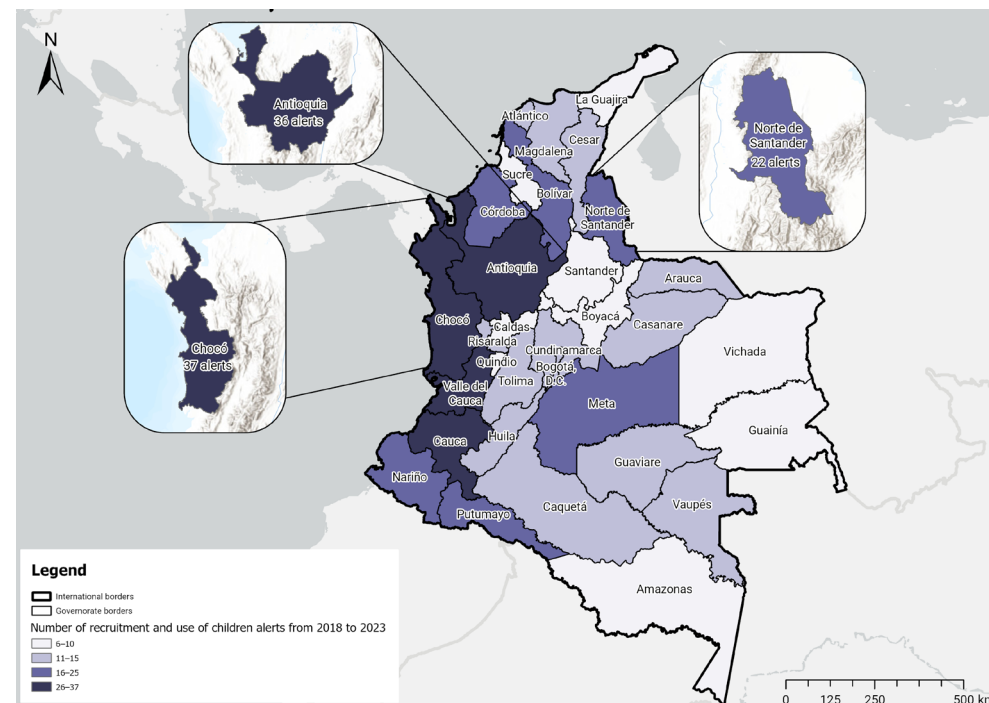 N
Antioquia
36 alerts
Norte de
Santander
22 alerts
Chocó
37 alerts
La Guajira
Atlántico
Magdalena
Cesar
Sucre
Bolívar
Córdoba
Norte de
Santander
Antioquia
Santander
Arauca
Chocó
Caldas
Boyacá
Casanare
Risaralda
Cundinamarca
Vichada
Quindío
Bogotá,
D.C.
Tolima
Valle del
Cauca
Meta
Guainía
Cauca
Huila
Guaviare
Nariño
Caquetá
Vaupés
Putumayo
Amazonas
Legend
International borders
Governorate borders
Number of recruitment and use of children alerts from 2018 to 2023
6–10
11–15
16–25
26–37
0 125 250 500 km